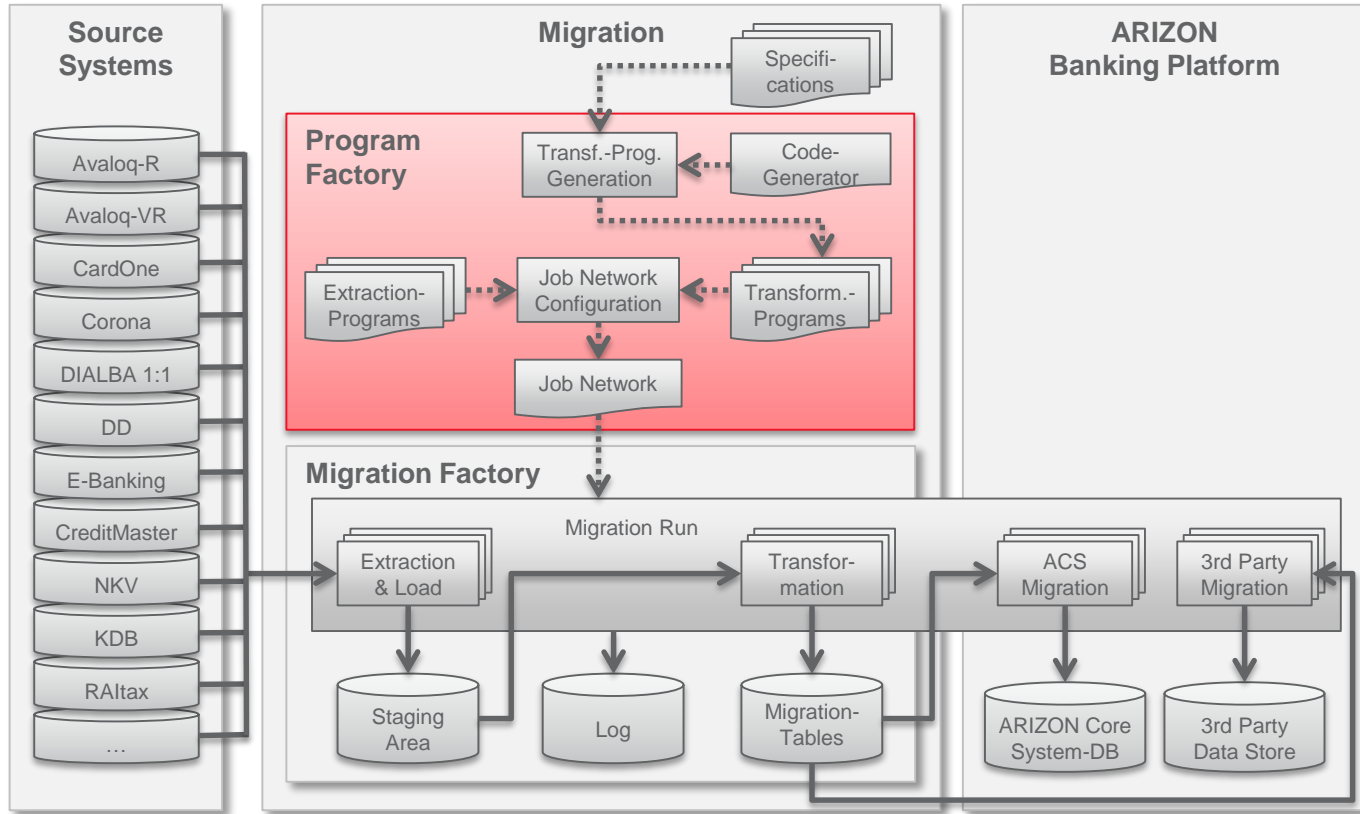 Source
Systems
Avaloq-R
Avaloq-VR
CardOne
Corona
DIALBA 1:1
DD
E-Banking
CreditMaster
NKV
KDB
RAItax
…
Migration
Specifi-
cations
Program
Factory
Transf.-Prog.
Generation
Code-
Generator
Extraction-
Programs
Job Network
Configuration
Transform.-
Programs
Job Network
Migration Factory
Migration Run
Extraction
& Load
Transfor-
mation
Staging
Area
Log
Migration-
Tables
ARIZON
Banking Platform
ACS
Migration
3rd Party
Migration
ARIZON Core
System-DB
3rd Party
Data Store